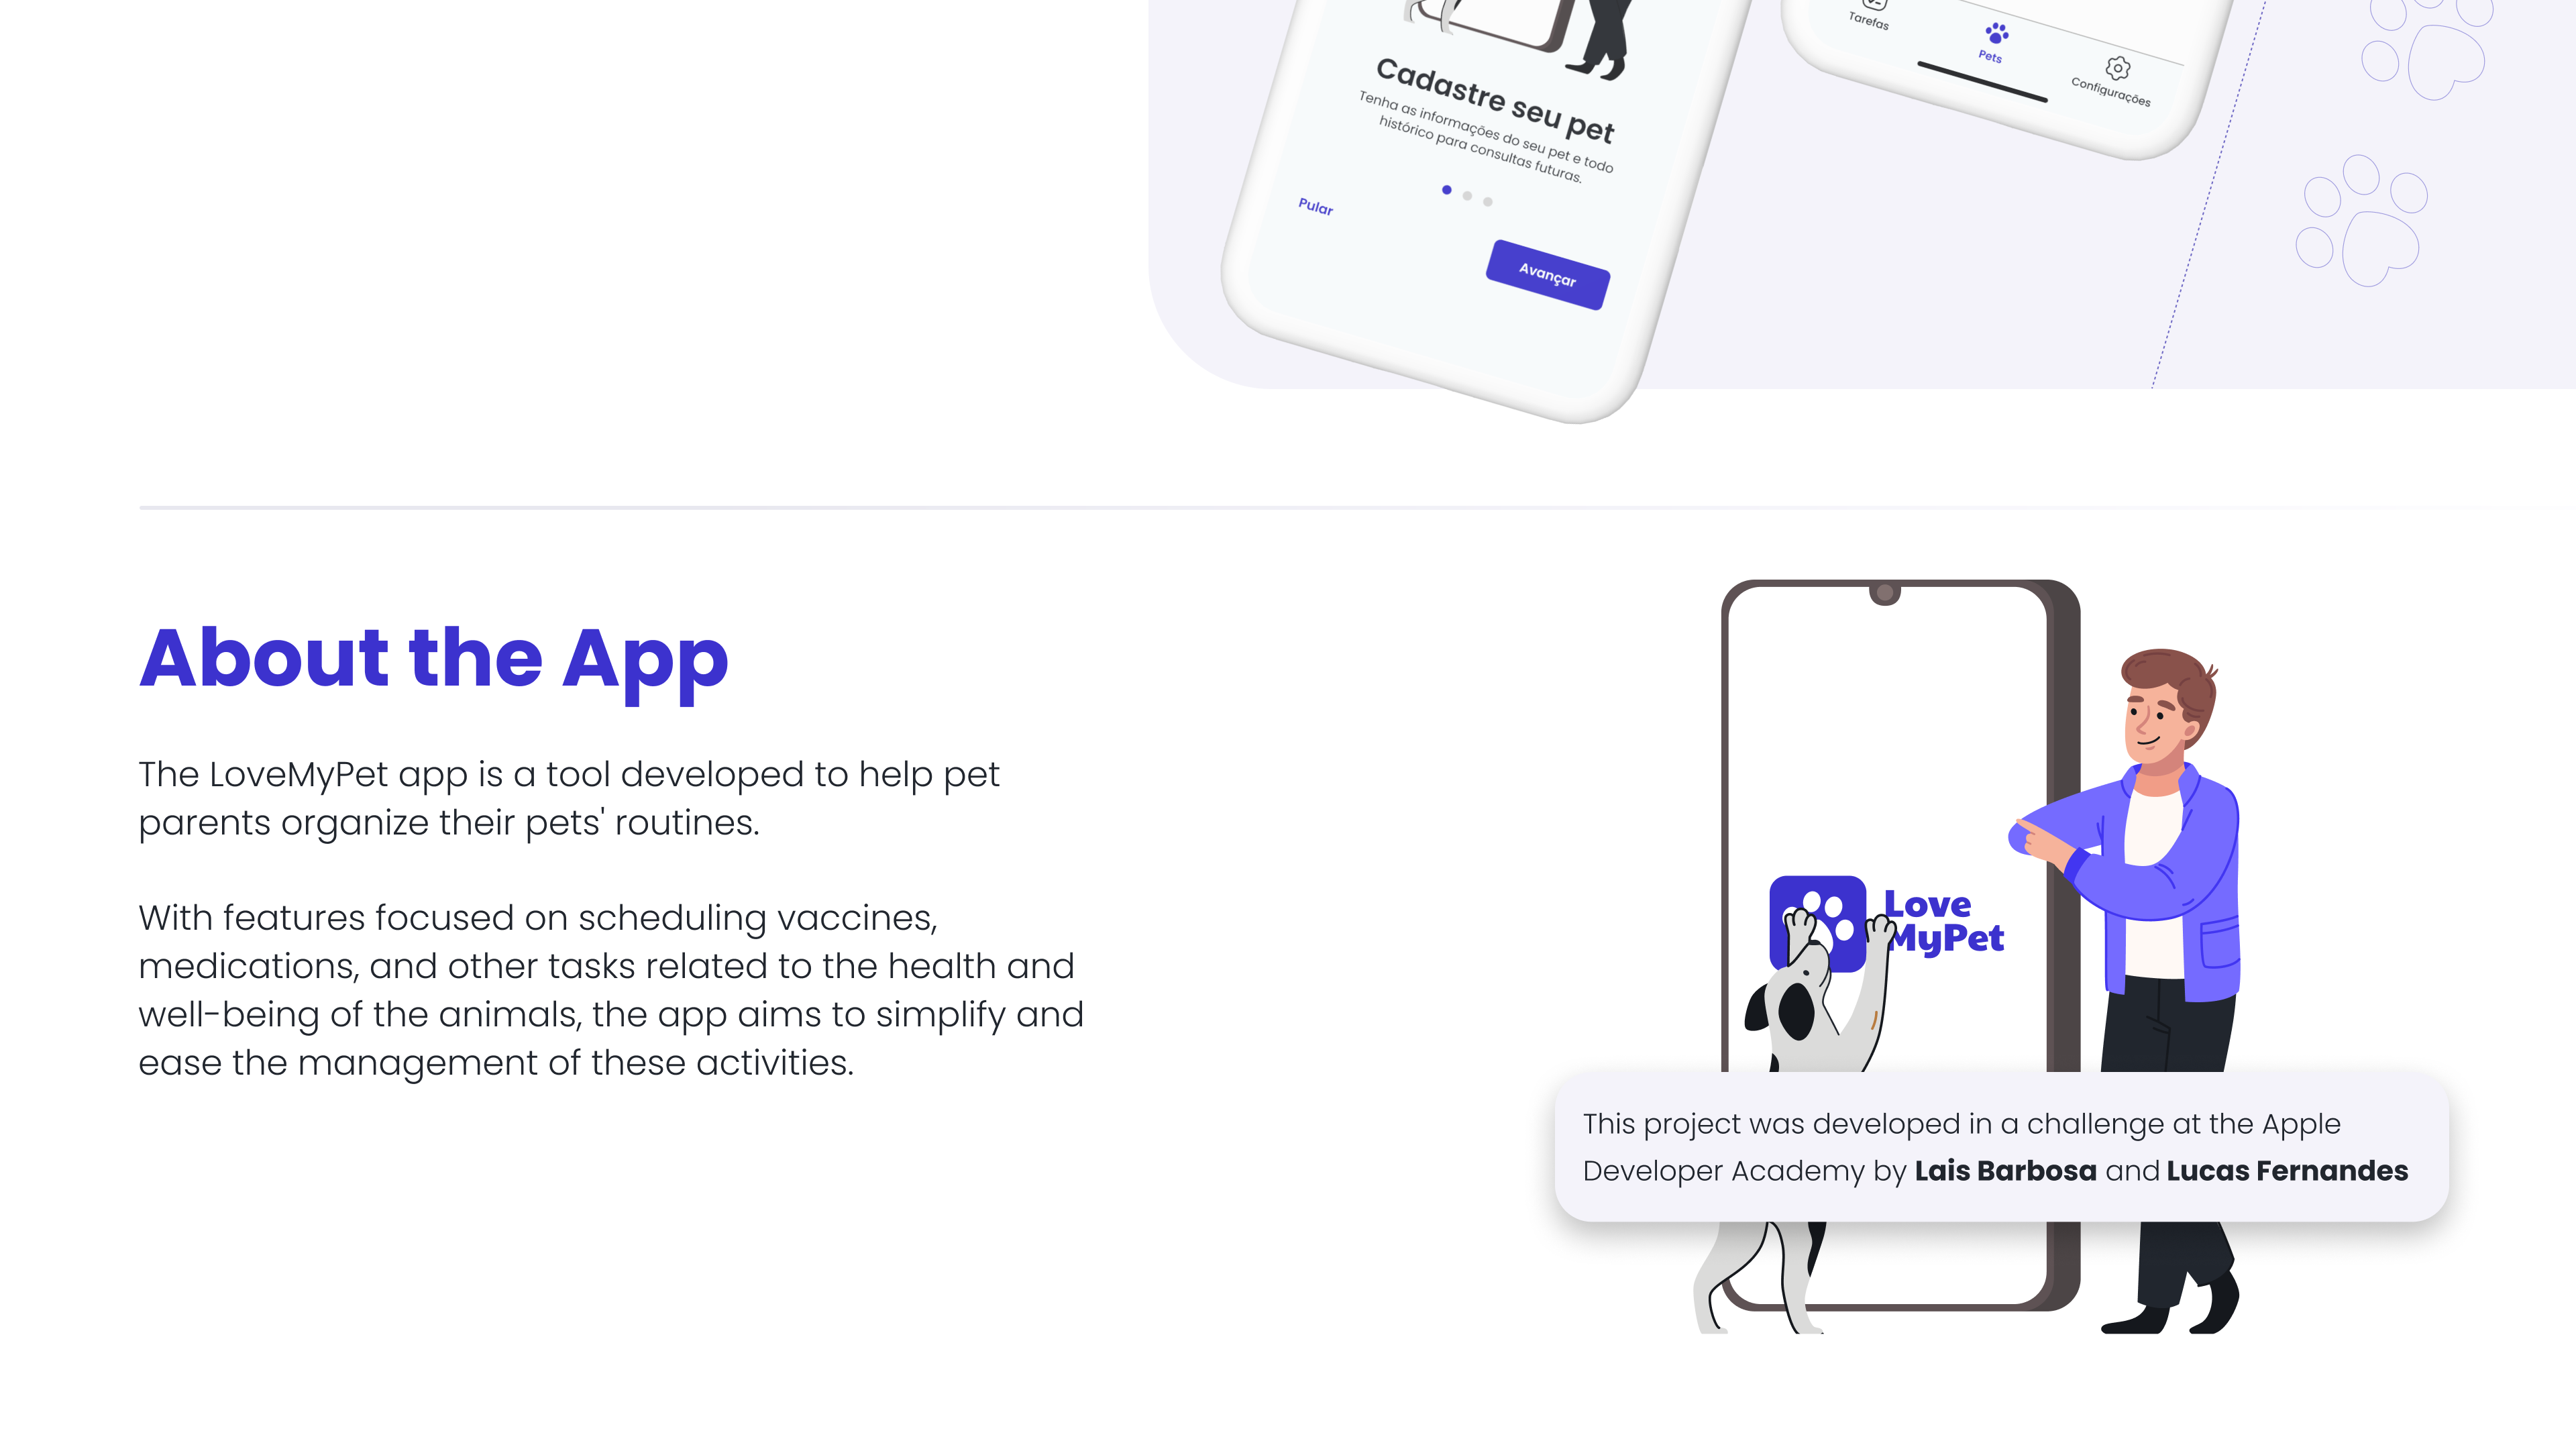 Tarefas
Pets
Configurações
Cadastre seu pet
Tenha as informações do seu pet e todo
histórico para consultas futuras.
Pular
Avançar
About the App
The LoveMyPet app is a tool developed to help pet
parents organize their pets' routines.
With features focused on scheduling vaccines,
medications, and other tasks related to the health and
well-being of the animals, the app aims to simplify and
ease the management of these activities.
Love
MyPet
This project was developed in a challenge at the Apple
Developer Academy by Lais Barbosa and Lucas Fernandes